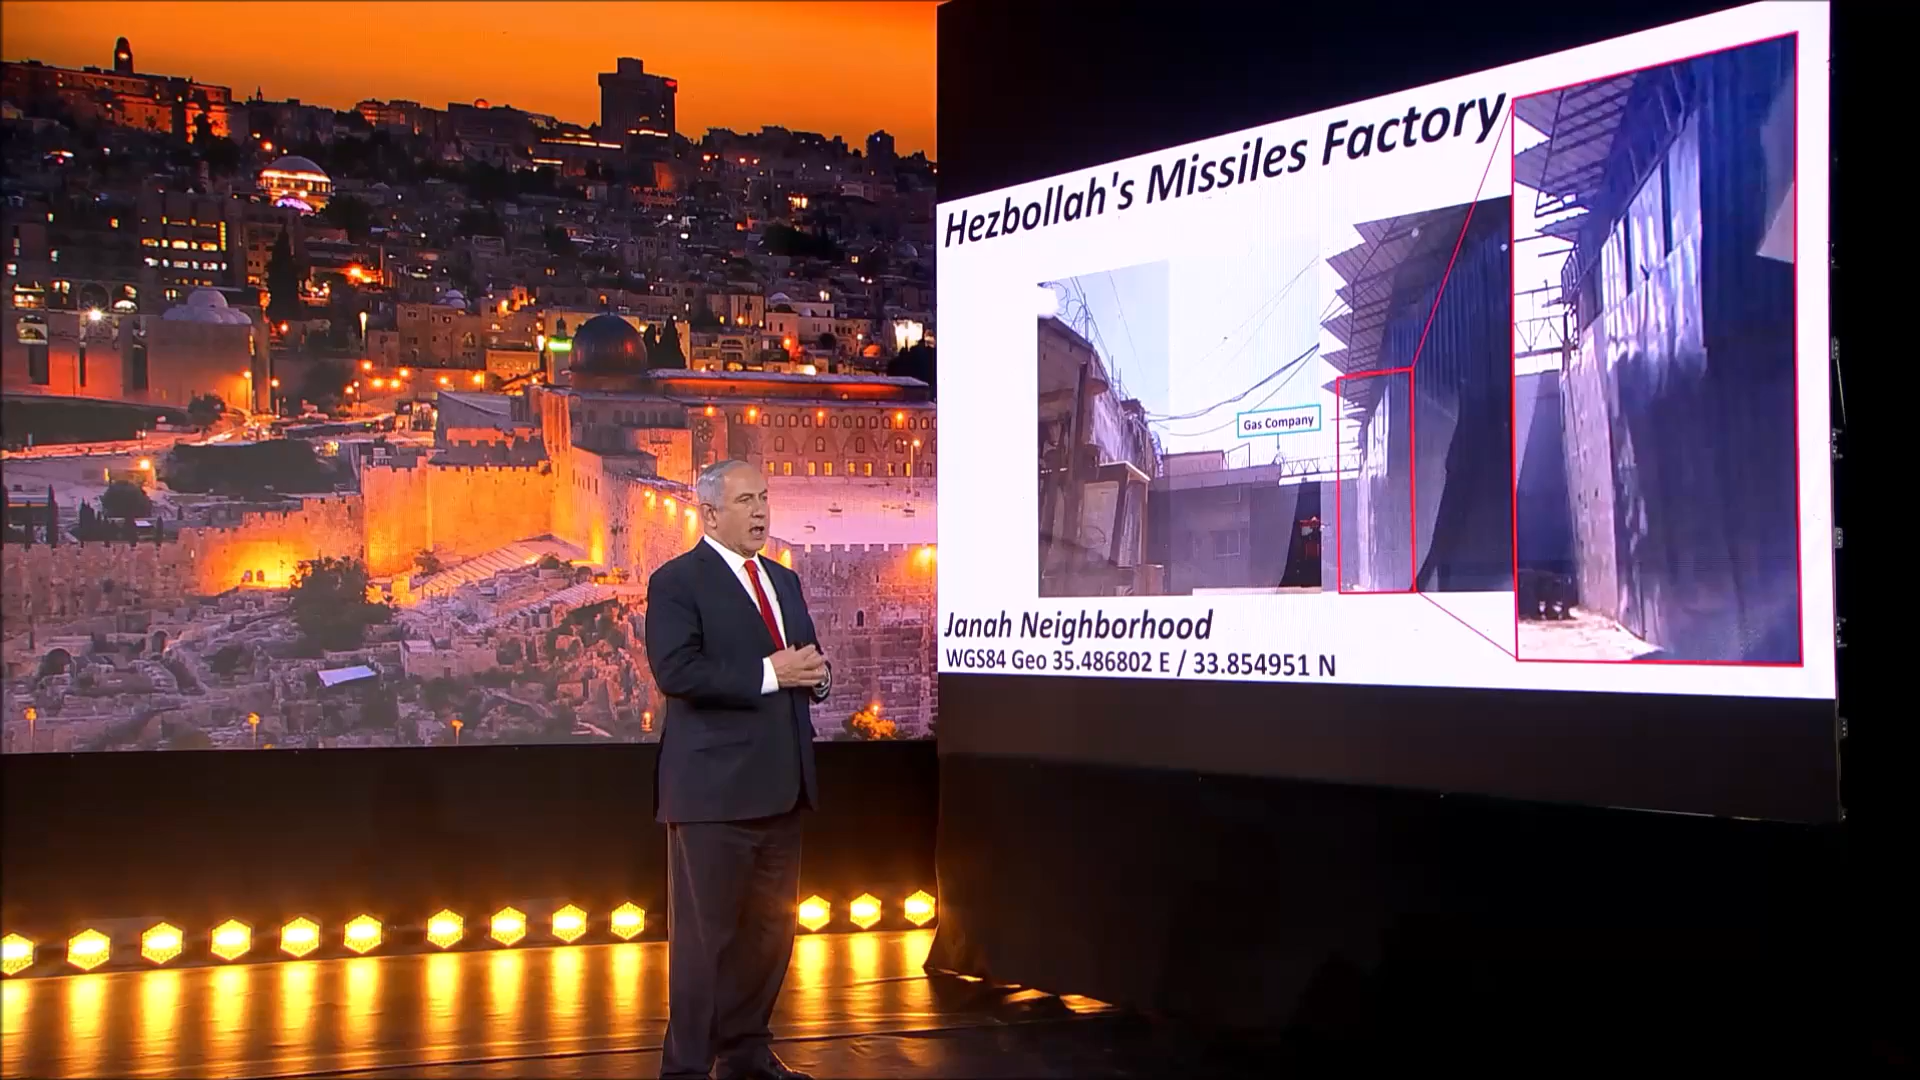 Hezbollah's Missiles Factory
Gas Company
Janah Neighborhood
WGS84 Geo 35.486802 E / 33.854951 N